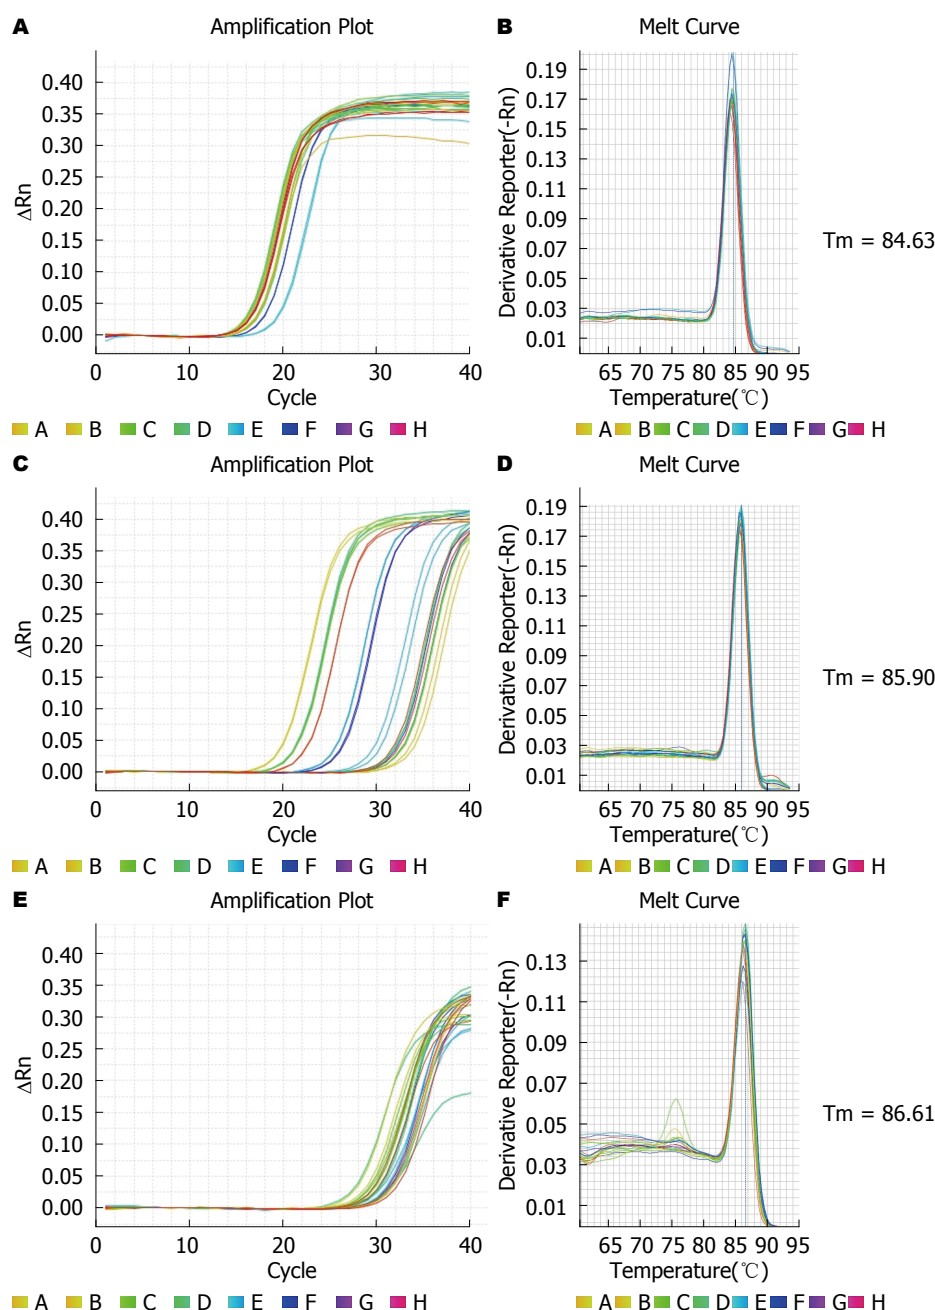 A Amplification Plot
0.40
0.35
0.30
0.25
0.20
0.15
0.10
0.05
0.00
ΔRn
0 10 20 30 40
Cycle
A B C D E F G H
B Melt Curve
0.19
0.17
0.15
0.13
0.11
0.09
0.07
0.05
0.03
0.01
Derivative Reporter(-Rn)
65 70 75 80 85 90 95
Temperature(℃)
A B C D E F G H
Tm = 84.63
C Amplification Plot
0.40
0.35
0.30
0.25
0.20
0.15
0.10
0.05
0.00
ΔRn
0 10 20 30 40
Cycle
A B C D E F G H
D Melt Curve
0.19
0.17
0.15
0.13
0.11
0.09
0.07
0.05
0.03
0.01
Derivative Reporter(-Rn)
65 70 75 80 85 90 95
Temperature(℃)
A B C D E F G H
Tm = 85.90
E Amplification Plot
0.40
0.35
0.30
0.25
0.20
0.15
0.10
0.05
0.00
ΔRn
0 10 20 30 40
Cycle
A B C D E F G H
F Melt Curve
0.13
0.11
0.09
0.07
0.05
0.03
0.01
Derivative Reporter(-Rn)
65 70 75 80 85 90 95
Temperature(℃)
A B C D E F G H
Tm = 86.61